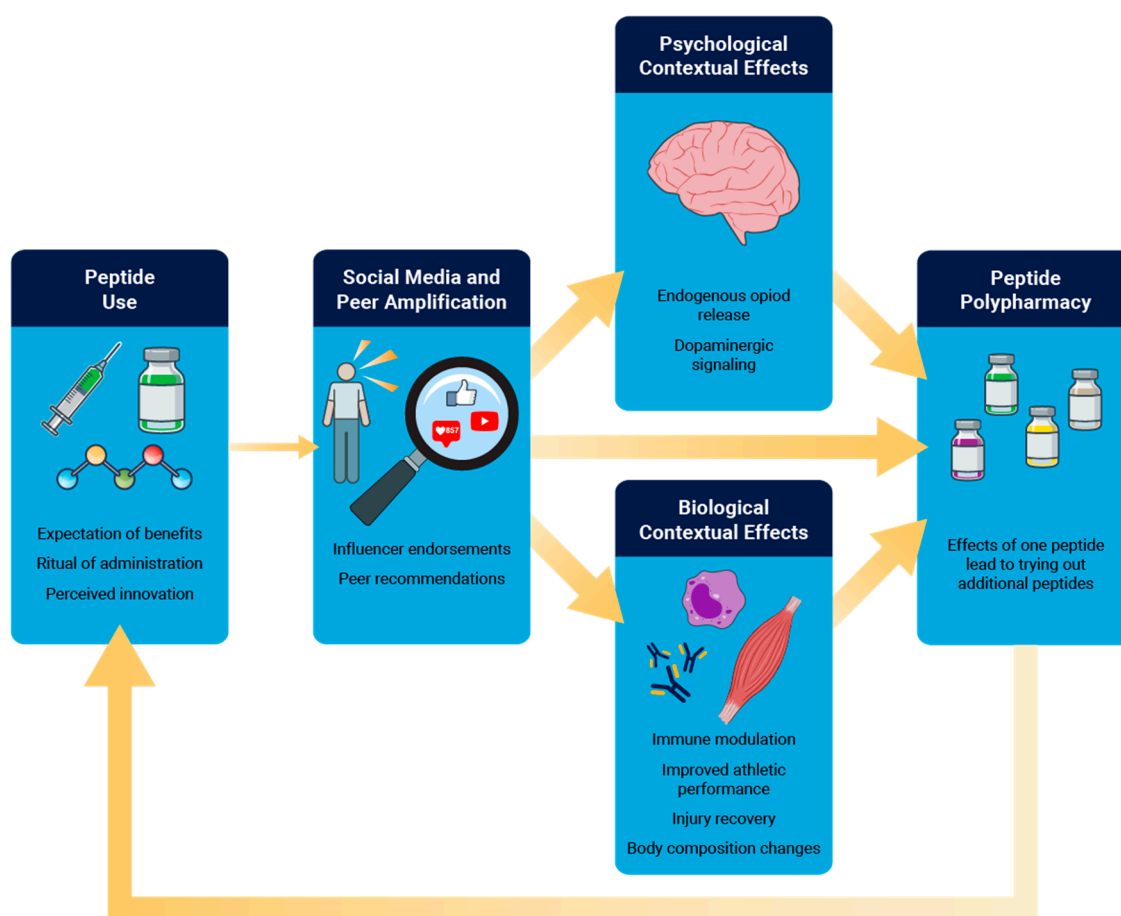 Peptide
Use
Expectation of benefits
Ritual of administration
Perceived innovation
Social Media and
Peer Amplification
857
Influencer endorsements
Peer recommendations
Psychological
Contextual Effects
Endogenous opiod
release
Dopaminergic
signaling
Biological
Contextual Effects
Immune modulation
Improved athletic
performance
Injury recovery
Body composition changes
Peptide
Polypharmacy
Effects of one peptide
lead to trying out
additional peptides